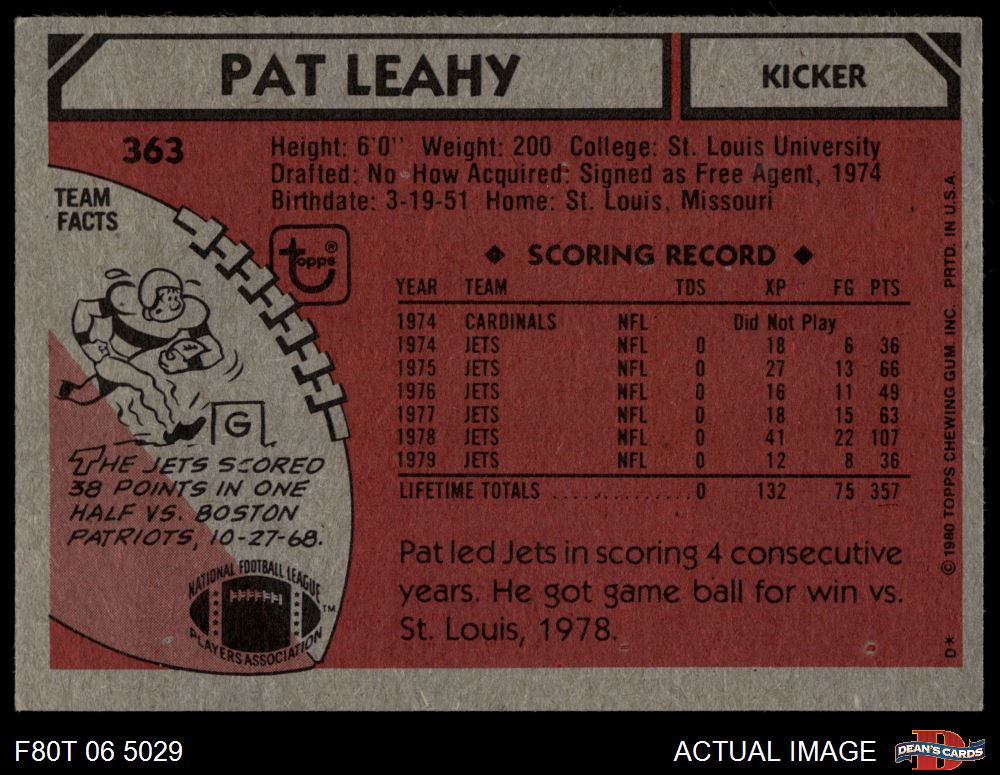 PAT LEAHY
KICKER
363
Height: 6'0" Weight: 200 College: St. Louis University
Drafted: No-How Acquired: Signed as Free Agent, 1974
Birthdate: 3-19-51 Home: St. Louis, Missouri
TEAM
FACTS
topps®
◆ SCORING RECORD ◆
YEAR TEAM TDS XP FG PTS
1974 CARDINALS NFL Did Not Play
1974 JETS NFL 0 18 6 36
1975 JETS NFL 0 27 13 66
1976 JETS NFL 0 16 11 49
1977 JETS NFL 0 18 15 63
1978 JETS NFL 0 41 22 107
1979 JETS NFL 0 12 8 36
LIFETIME TOTALS ............... 0 132 75 357
G
THE JETS SCORED
38 POINTS IN ONE
HALF VS. BOSTON
PATRIOTS, 10-27-68.
NATIONAL FOOTBALL LEAGUE
PLAYERS ASSOCIATION
TM
Pat led Jets in scoring 4 consecutive
years. He got game ball for win vs.
St. Louis, 1978.
D* ©1980 TOPPS CHEWING GUM INC. PRTD. IN U.S.A.
F80T 06 5029
ACTUAL IMAGE
D
DEAN'S CARDS